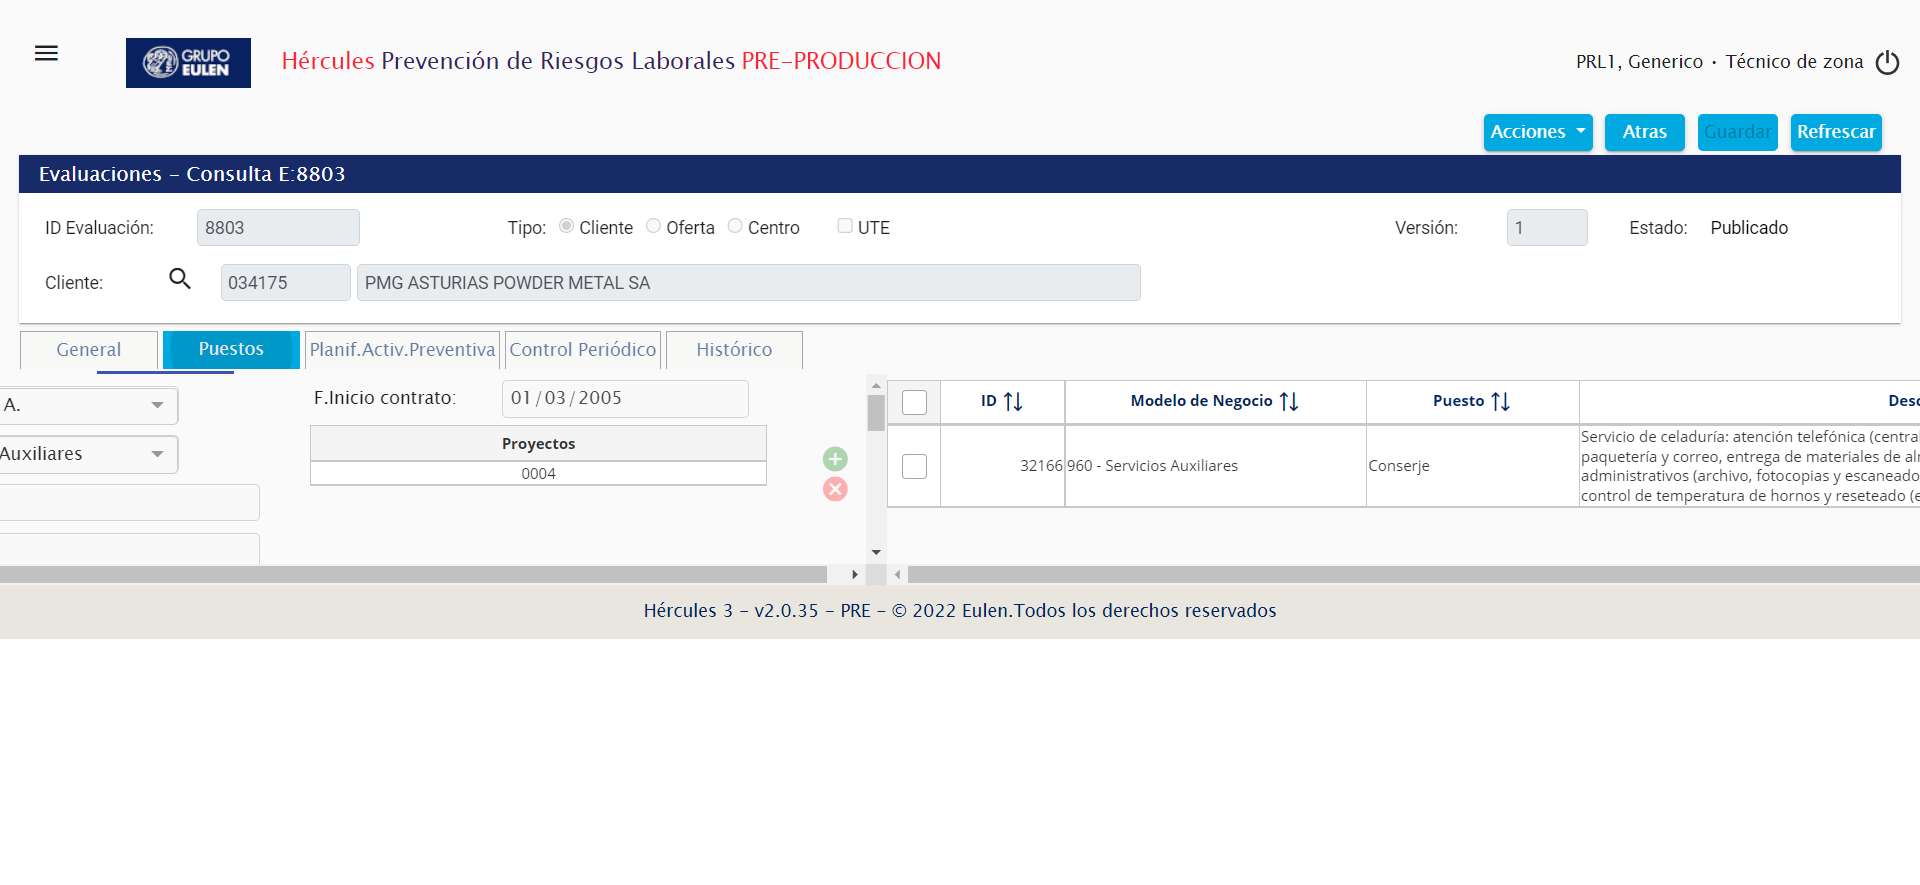 GRUPO
EULEN
Hércules Prevención de Riesgos Laborales PRE-PRODUCCION
PRL1, Generico · Técnico de zona
Acciones
Atras
Guardar
Refrescar
Evaluaciones - Consulta E:8803
ID Evaluación: 8803
Tipo: Cliente Oferta Centro UTE
Versión: 1
Estado: Publicado
Cliente: 034175 PMG ASTURIAS POWDER METAL SA
General
Puestos
Planif.Activ.Preventiva
Control Periódico
Histórico
A.
F.Inicio contrato: 01/03/2005
Auxiliares
Proyectos
0004
ID Modelo de Negocio Puesto Desc
32166 960 - Servicios Auxiliares Conserje
Servicio de celaduría: atención telefónica (central
paquetería y correo, entrega de materiales de
administrativos (archivo, fotocopias y escaneado
control de temperatura de hornos y reseteado (e
Hércules 3 - v2.0.35 - PRE - © 2022 Eulen.Todos los derechos reservados